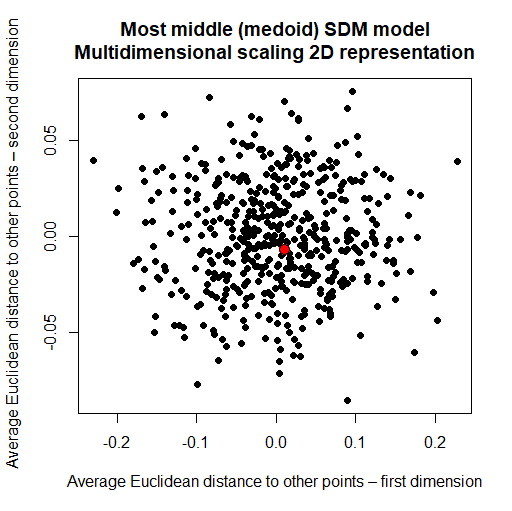 Most middle (medoid) SDM model
Multidimensional scaling 2D representation
Average Euclidean distance to other points – second dimension
0.05
0.00
-0.05
-0.2
-0.1
0.0
0.1
0.2
Average Euclidean distance to other points – first dimension